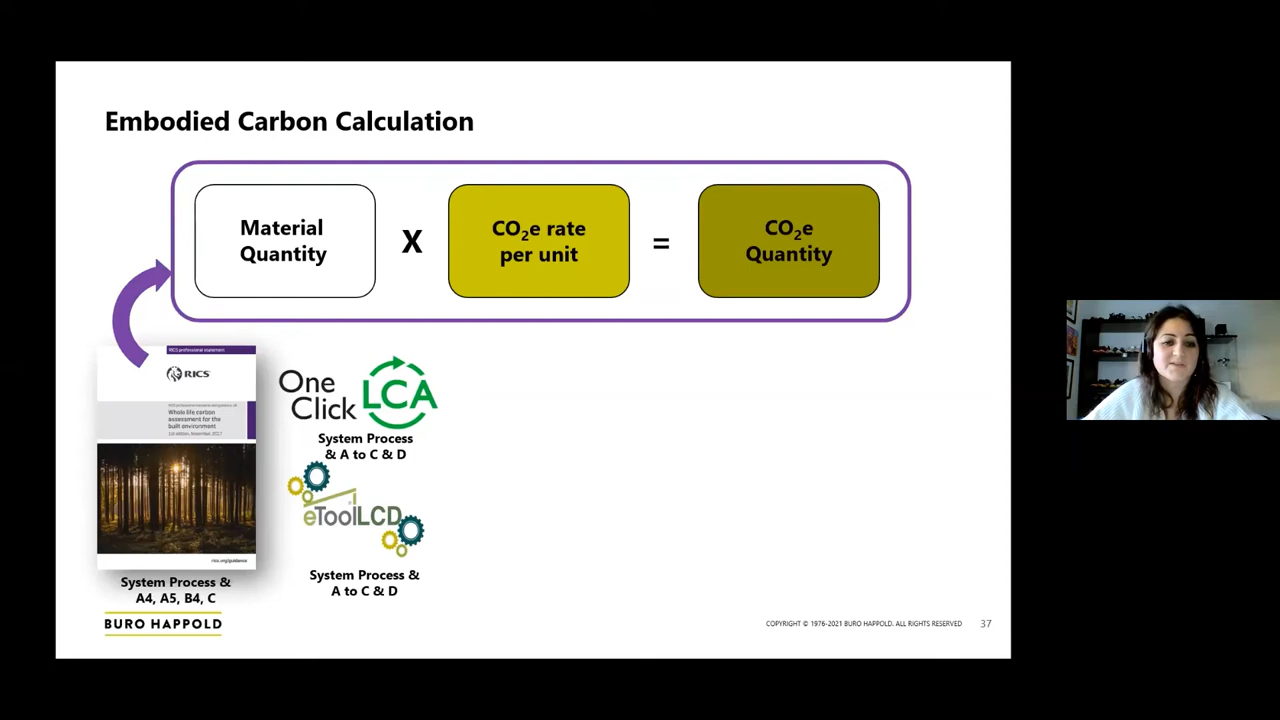 Embodied Carbon Calculation
Material
Quantity
X
CO₂e rate
per unit
=
CO₂e
Quantity
RICS professional statement
RICS
Whole life carbon
assessment for the
built environment
1st edition, November 2017
rics.org/guidance
System Process &
A4, A5, B4, C
One
Click
LCA
System Process
& A to C & D
eToolLCD
System Process &
A to C & D
BURO HAPPOLD
COPYRIGHT © 1976-2021 BURO HAPPOLD. ALL RIGHTS RESERVED
37